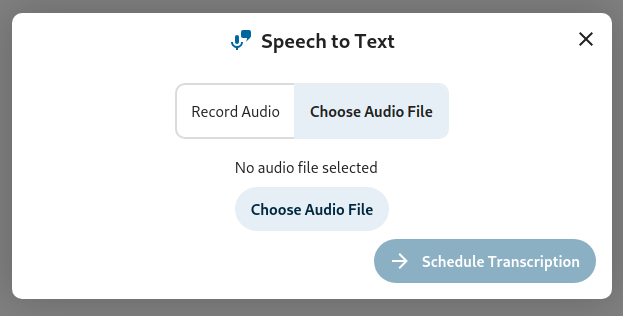 Speech to Text
Record Audio
Choose Audio File
No audio file selected
Choose Audio File
Schedule Transcription